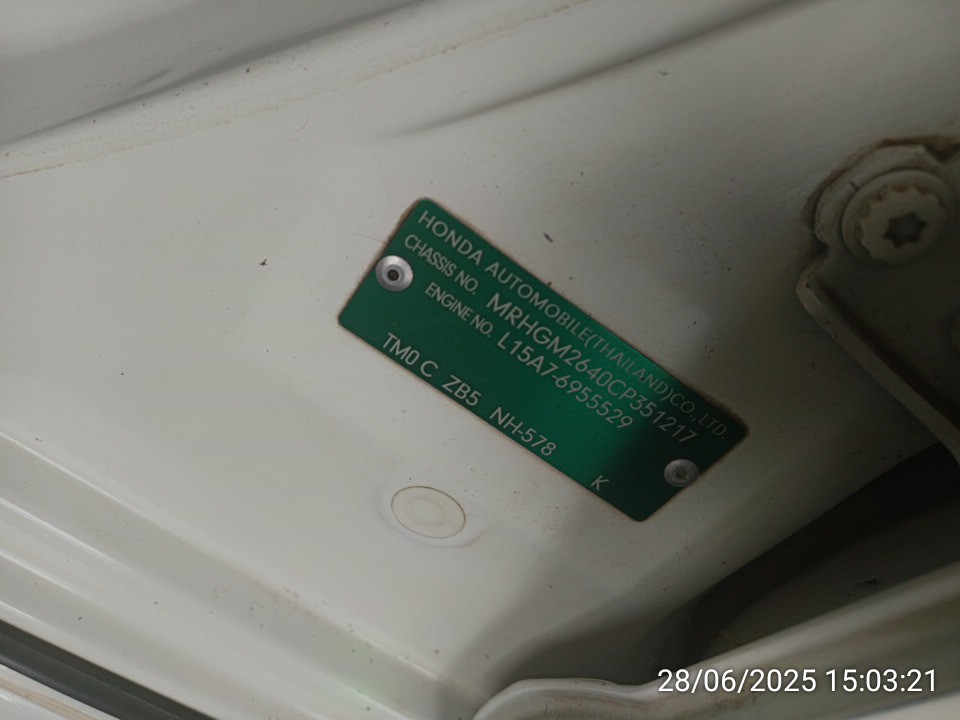 HONDA AUTOMOBILE(THAILAND)CO.,LTD.
CHASSIS NO. MRHGM2640CP351217
ENGINE NO. L15A7-6955529
TM0 C ZB5 NH-578 K
28/06/2025 15:03:21